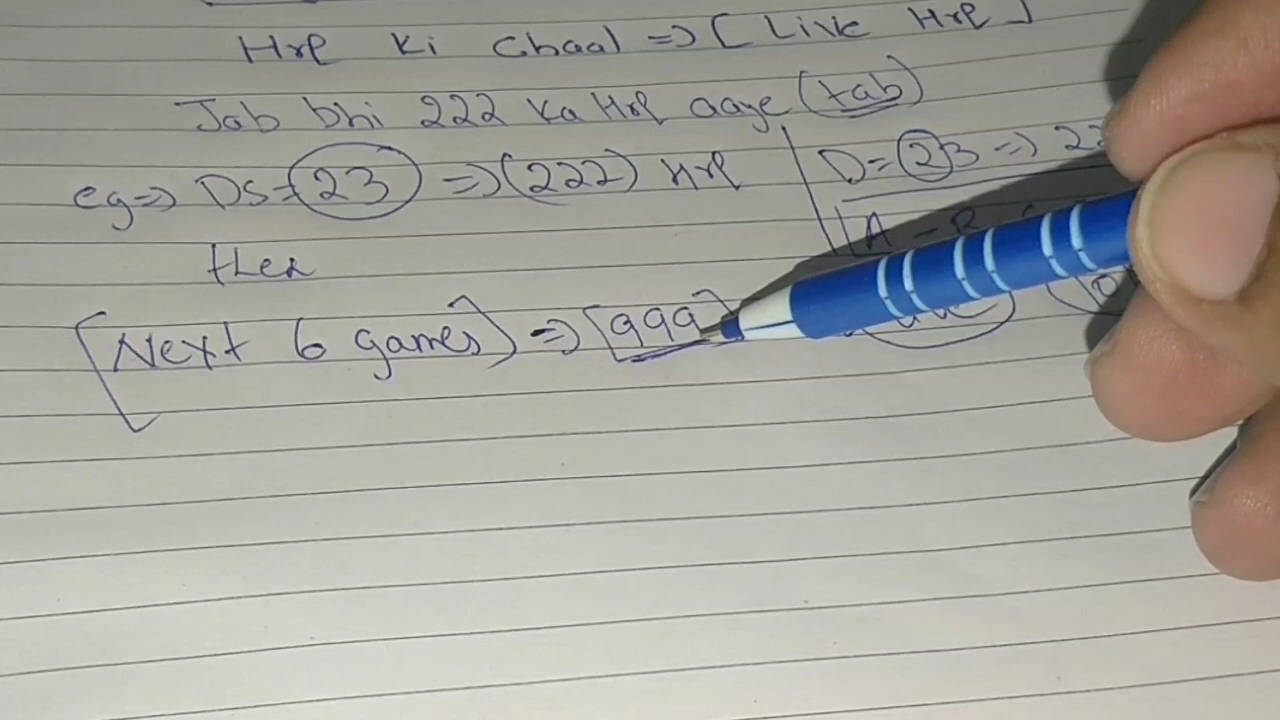 Hrf Ki Chaal => [Live Hrf]
Jab bhi 222 Ka Hrf aaye (tab)
eg=> DS=23 => (222) Hrf
D=23 => 22
then
A - B
[Next 6 games] => [999]